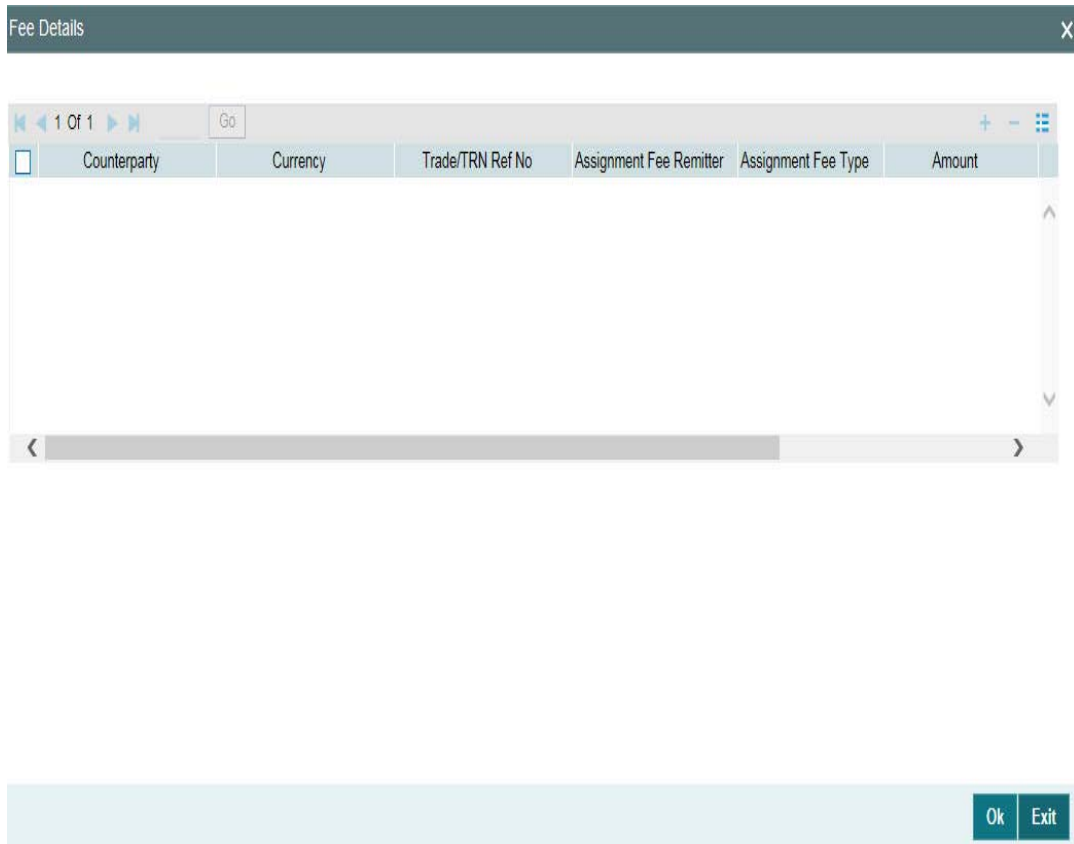 Fee Details X
1 Of 1 Go
Counterparty Currency Trade/TRN Ref No Assignment Fee Remitter Assignment Fee Type Amount
Ok Exit